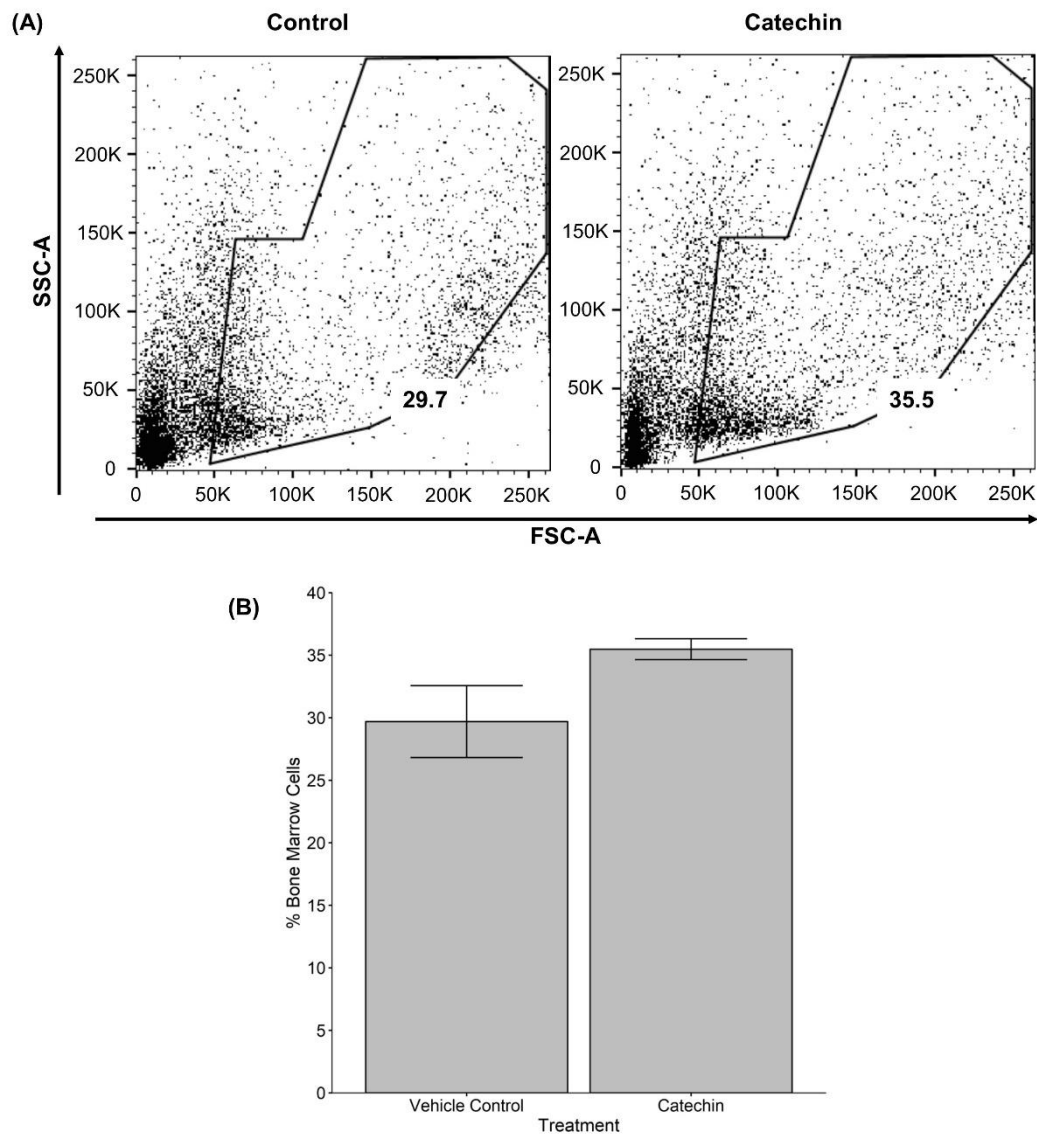 (A)
Control
Catechin
SSC-A
250K
200K
150K
100K
50K
0
29.7
0 50K 100K 150K 200K 250K
250K
200K
150K
100K
50K
0
35.5
0 50K 100K 150K 200K 250K
FSC-A
(B)
% Bone Marrow Cells
40
35
30
25
20
15
10
5
0
Vehicle Control Catechin
Treatment